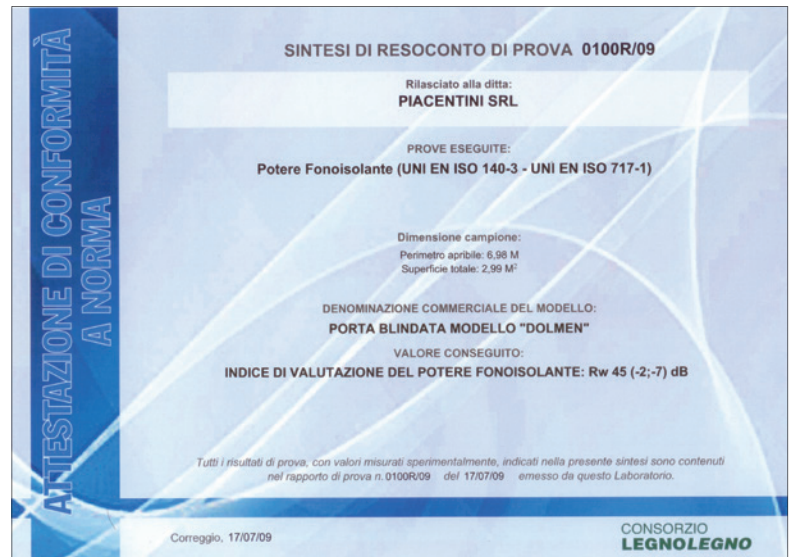 ATTESTAZIONE DI CONFORMITÀ
A NORMA
SINTESI DI RESOCONTO DI PROVA 0100R/09
Rilasciato alla ditta:
PIACENTINI SRL
PROVE ESEGUITE:
Potere Fonoisolante (UNI EN ISO 140-3 - UNI EN ISO 717-1)
Dimensione campione:
Perimetro apribile: 6,98 M
Superficie totale: 2,99 M²
DENOMINAZIONE COMMERCIALE DEL MODELLO:
PORTA BLINDATA MODELLO "DOLMEN"
VALORE CONSEGUITO:
INDICE DI VALUTAZIONE DEL POTERE FONOISOLANTE: Rw 45 (-2;-7) dB
Tutti i risultati di prova, con valori misurati sperimentalmente, indicati nella presente sintesi sono contenuti
nel rapporto di prova n. 0100R/09 del 17/07/09 emesso da questo Laboratorio.
Correggio, 17/07/09
CONSORZIO
LEGNOLEGNO